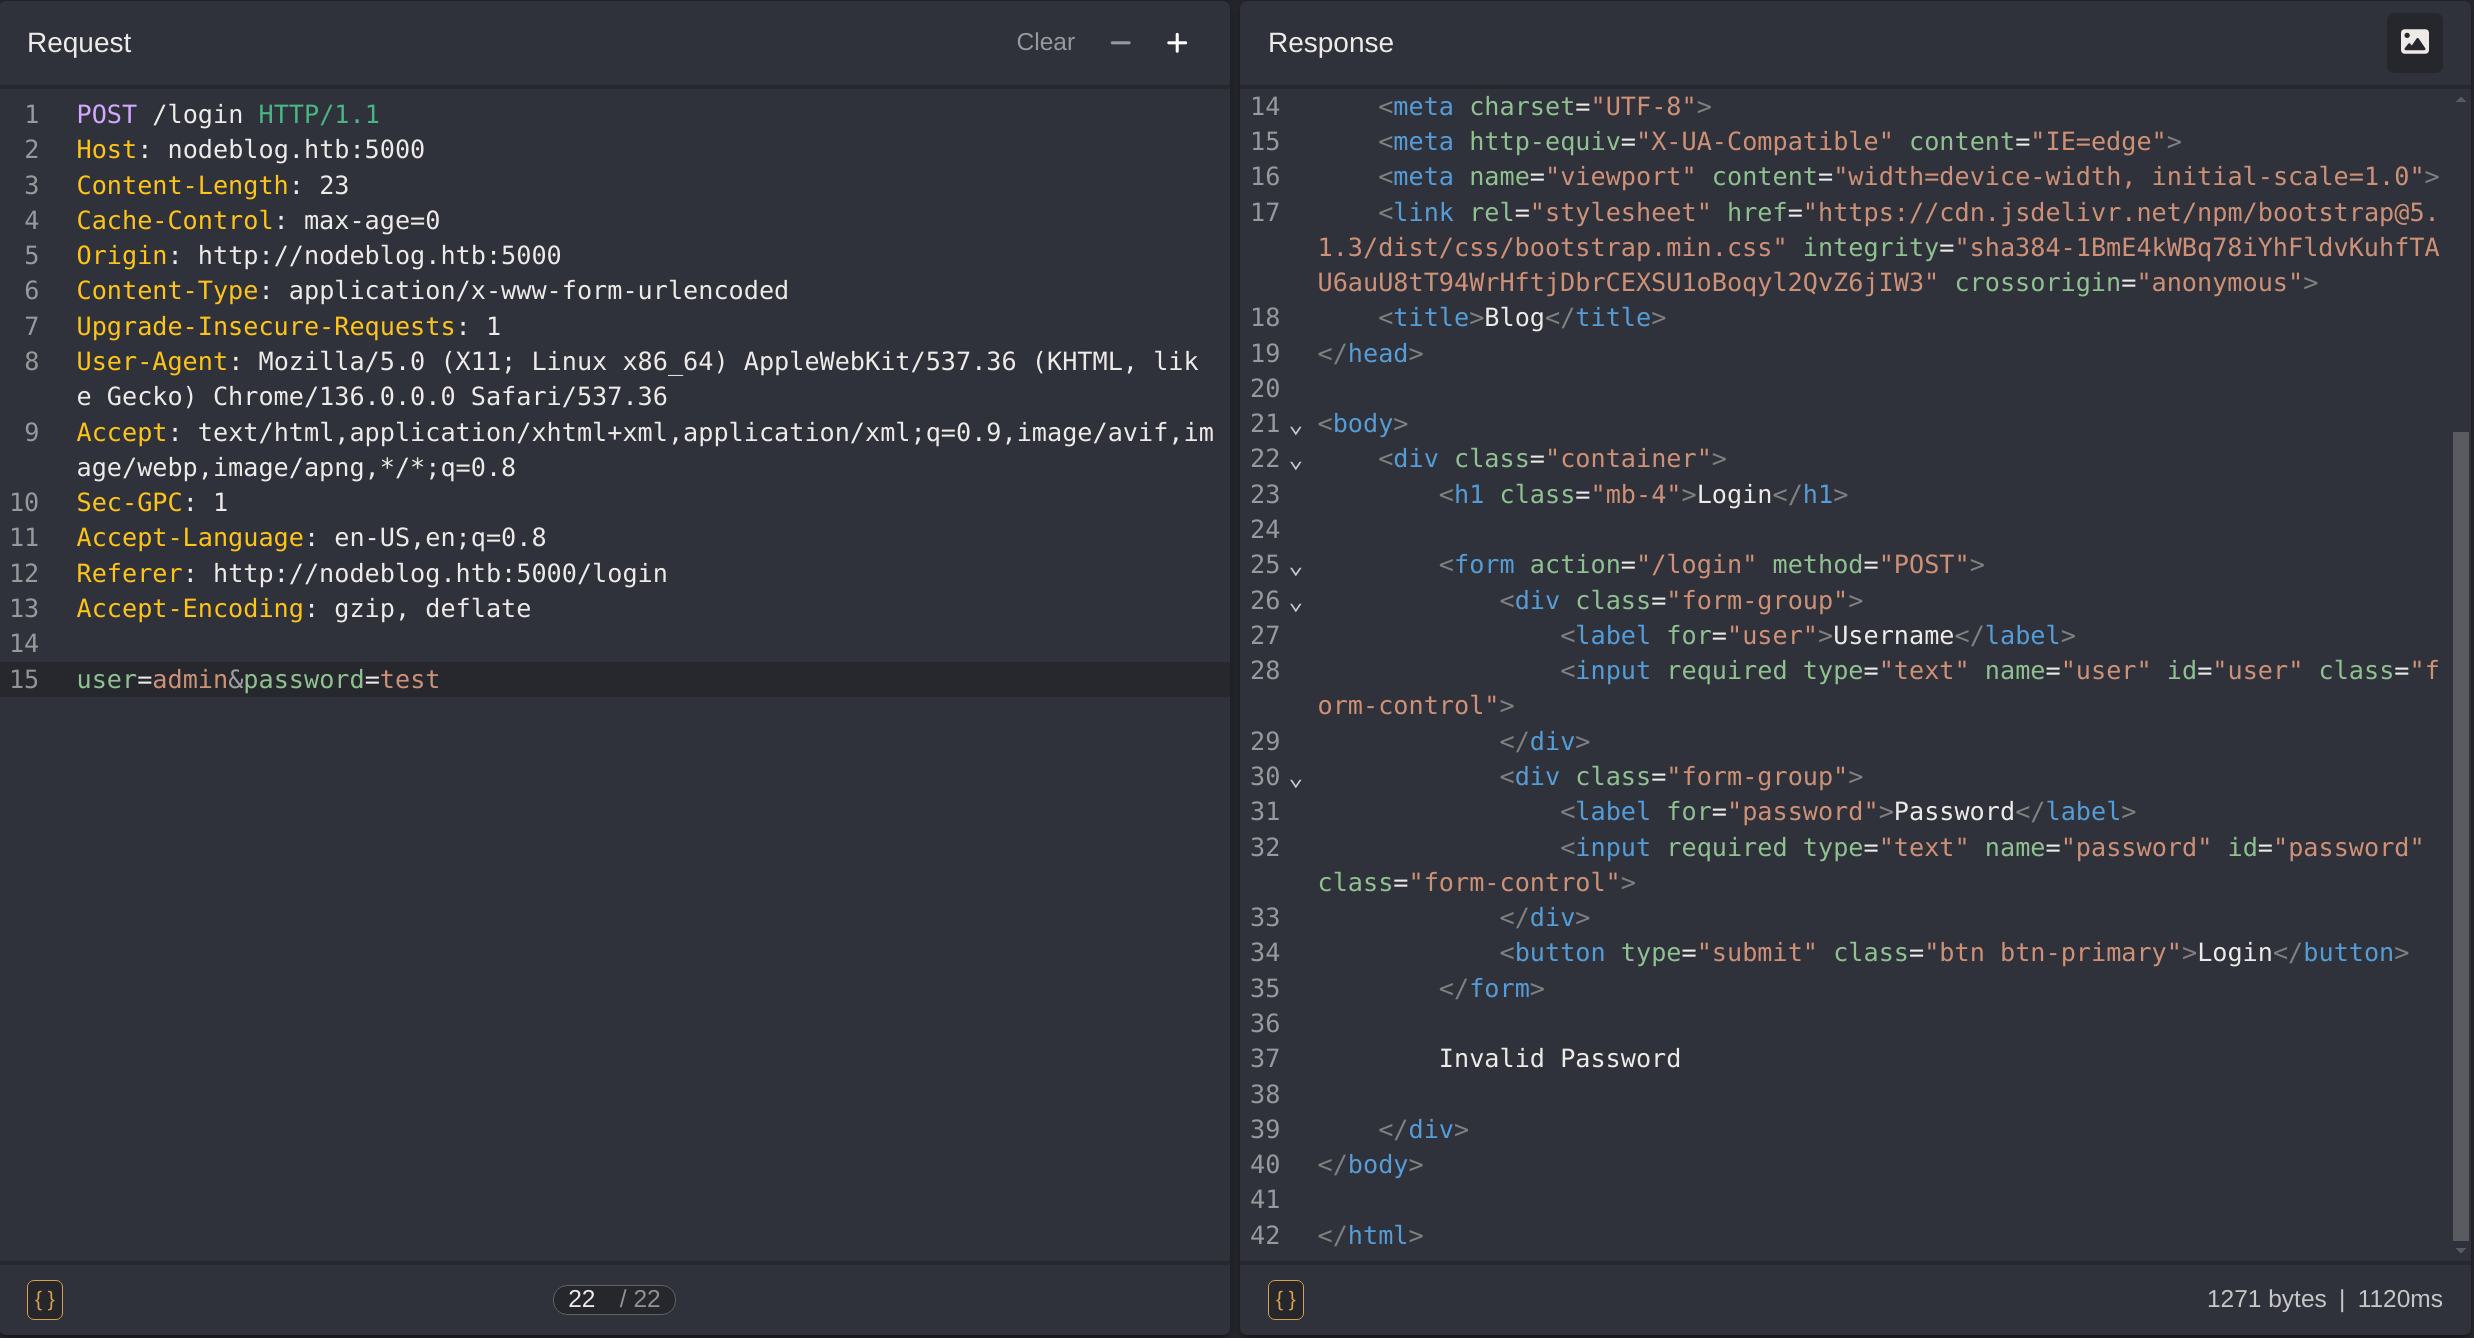 Request
Clear
1 POST /login HTTP/1.1
2 Host: nodeblog.htb:5000
3 Content-Length: 23
4 Cache-Control: max-age=0
5 Origin: http://nodeblog.htb:5000
6 Content-Type: application/x-www-form-urlencoded
7 Upgrade-Insecure-Requests: 1
8 User-Agent: Mozilla/5.0 (X11; Linux x86_64) AppleWebKit/537.36 (KHTML, lik
e Gecko) Chrome/136.0.0.0 Safari/537.36
9 Accept: text/html,application/xhtml+xml,application/xml;q=0.9,image/avif,im
age/webp,image/apng,*/*;q=0.8
10 Sec-GPC: 1
11 Accept-Language: en-US,en;q=0.8
12 Referer: http://nodeblog.htb:5000/login
13 Accept-Encoding: gzip, deflate
14
15 user=admin&password=test
{ }
22 / 22
Response
14 <meta charset="UTF-8">
15 <meta http-equiv="X-UA-Compatible" content="IE=edge">
16 <meta name="viewport" content="width=device-width, initial-scale=1.0">
17 <link rel="stylesheet" href="https://cdn.jsdelivr.net/npm/bootstrap@5.
1.3/dist/css/bootstrap.min.css" integrity="sha384-1BmE4kWBq78iYhFldvKuhfTA
U6auU8tT94WrHftjDbrCEXSU1oBoqyl2QvZ6jIW3" crossorigin="anonymous">
18 <title>Blog</title>
19 </head>
20
21 <body>
22 <div class="container">
23 <h1 class="mb-4">Login</h1>
24
25 <form action="/login" method="POST">
26 <div class="form-group">
27 <label for="user">Username</label>
28 <input required type="text" name="user" id="user" class="f
orm-control">
29 </div>
30 <div class="form-group">
31 <label for="password">Password</label>
32 <input required type="text" name="password" id="password"
class="form-control">
33 </div>
34 <button type="submit" class="btn btn-primary">Login</button>
35 </form>
36
37 Invalid Password
38
39 </div>
40 </body>
41
42 </html>
{ }
1271 bytes | 1120ms